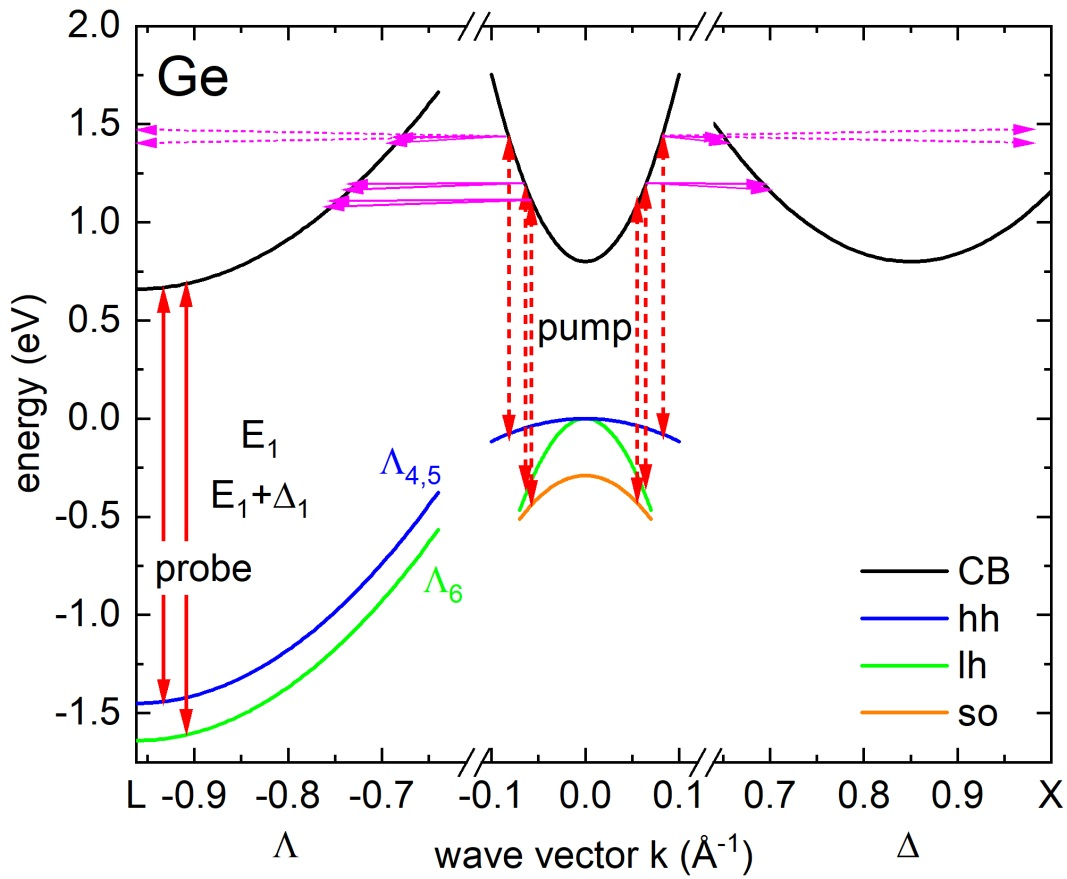 Ge
2.0
1.5
1.0
0.5
0.0
-0.5
-1.0
-1.5
energy (eV)
pump
E₁
E₁+Δ₁
Λ₄,₅
Λ₆
probe
CB
hh
lh
so
L -0.9 -0.8 -0.7 -0.1 0.0 0.1 0.7 0.8 0.9 X
Λ wave vector k (Å⁻¹) Δ